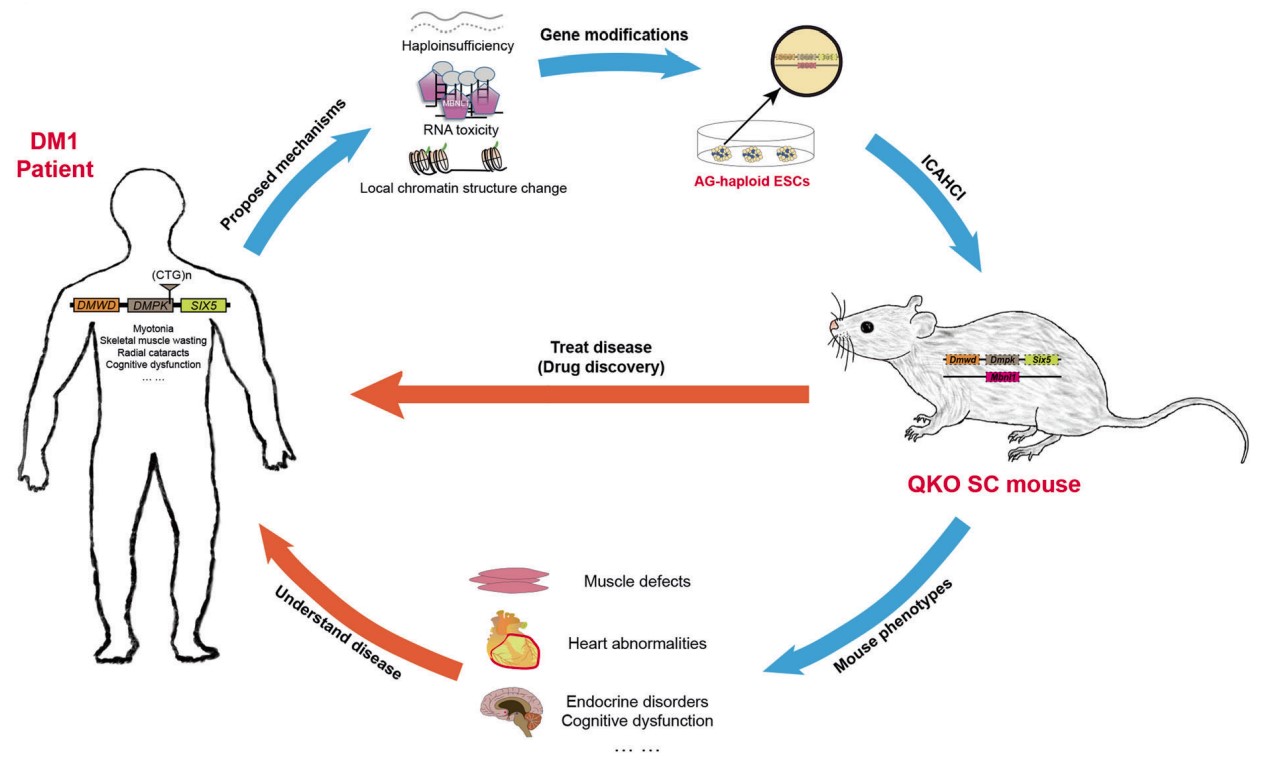 DM1
Patient
(CTG)n
DMWD DMPK SIX5
Myotonia
Skeletal muscle wasting
Radial cataracts
Cognitive dysfunction
... ...
Proposed mechanisms
Haploinsufficiency
MBNL1
RNA toxicity
Local chromatin structure change
Gene modifications
AG-haploid ESCs
ICAHCI
Dmwd Dmpk Six5
Mbnl1
QKO SC mouse
Treat disease
(Drug discovery)
Mouse phenotypes
Muscle defects
Heart abnormalities
Endocrine disorders
Cognitive dysfunction
... ...
Understand disease